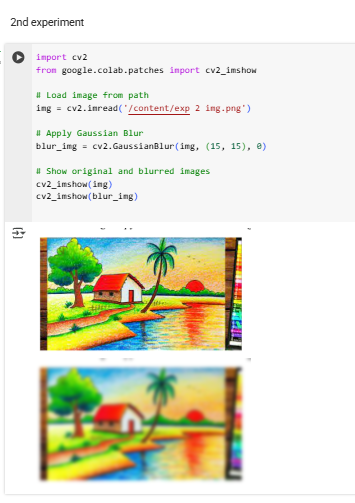 2nd experiment
import cv2
from google.colab.patches import cv2_imshow
# Load image from path
img = cv2.imread('/content/exp 2 img.png')
# Apply Gaussian Blur
blur_img = cv2.GaussianBlur(img, (15, 15), 0)
# Show original and blurred images
cv2_imshow(img)
cv2_imshow(blur_img)